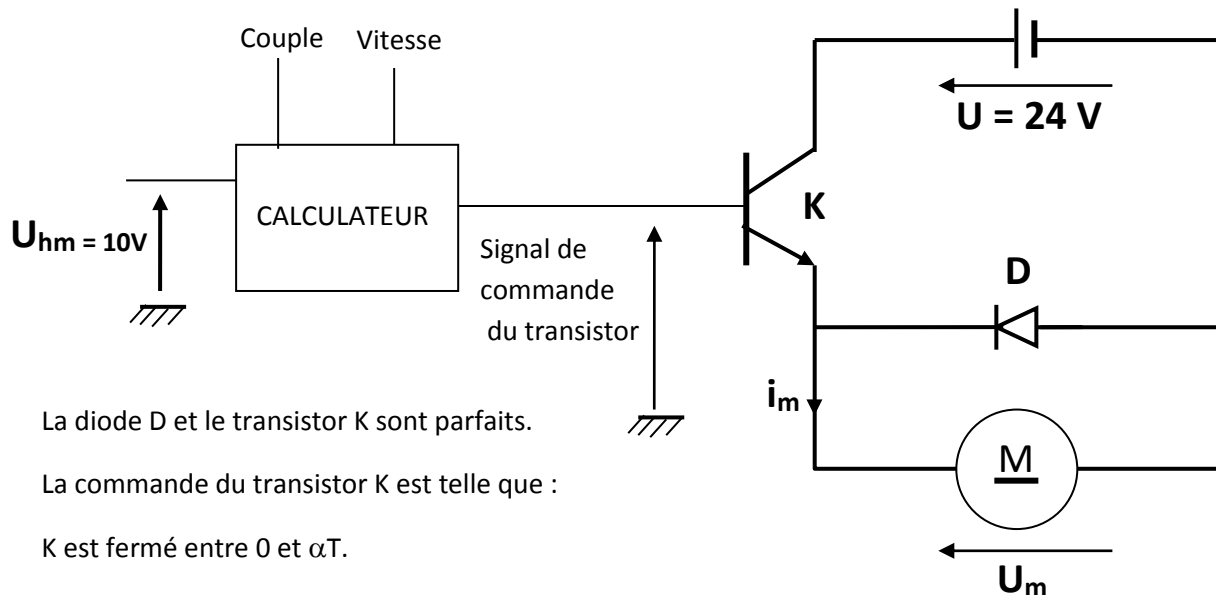 Couple Vitesse
U = 24 V
CALCULATEUR
K
Uhm = 10V
Signal de
commande
du transistor
D
im
La diode D et le transistor K sont parfaits.
La commande du transistor K est telle que :
M
K est fermé entre 0 et αT.
Um